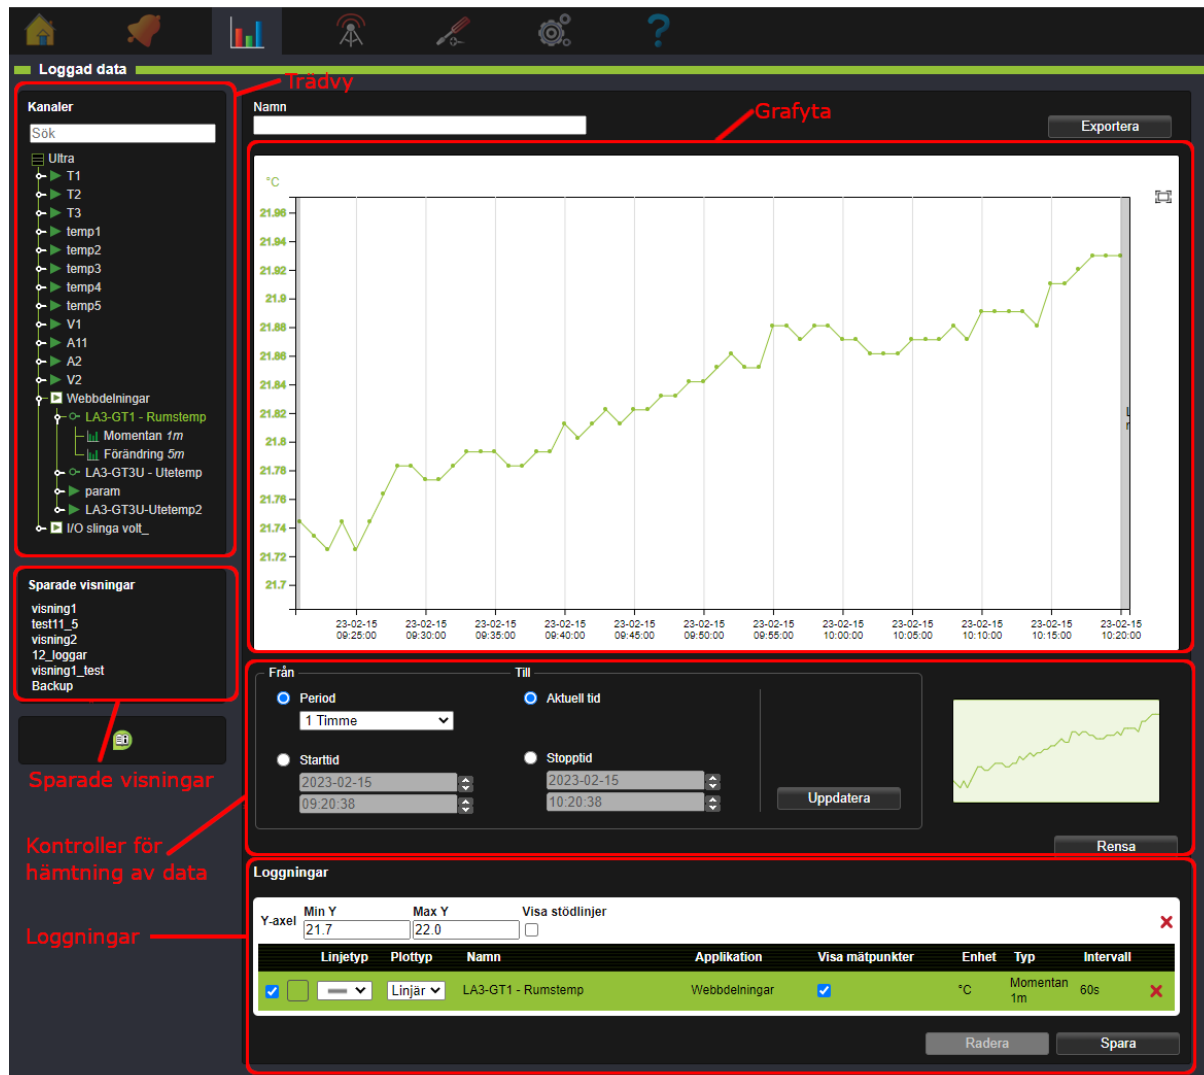 Loggad data
Trädvy
Kanaler
Sök
Ultra
T1
T2
T3
temp1
temp2
temp3
temp4
temp5
V1
A11
A2
V2
Webbdelningar
LA3-GT1 - Rumstemp
Momentan 1m
Förändring 5m
LA3-GT3U - Utetemp
param
LA3-GT3U-Utetemp2
I/O slinga volt_
Sparade visningar
visning1
test11_5
visning2
12_loggar
visning1_test
Backup
Sparade visningar
Kontroller för
hämtning av data
Loggningar
Namn
Grafyta
Exportera
°C
21.96
21.94
21.92
21.9
21.88
21.86
21.84
21.82
21.8
21.78
21.76
21.74
21.72
21.7
23-02-15 23-02-15 23-02-15 23-02-15 23-02-15 23-02-15 23-02-15 23-02-15 23-02-15 23-02-15 23-02-15 23-02-15
09:25:00 09:30:00 09:35:00 09:40:00 09:45:00 09:50:00 09:55:00 10:00:00 10:05:00 10:10:00 10:15:00 10:20:00
Från Till
Period Aktuell tid
1 Timme
Starttid Stopptid
2023-02-15 2023-02-15
09:20:38 10:20:38
Uppdatera
Rensa
Loggningar
Min Y Max Y Visa stödlinjer
Y-axel 21.7 22.0
Linjetyp Plottyp Namn Applikation Visa mätpunkter Enhet Typ Intervall
Linjär LA3-GT1 - Rumstemp Webbdelningar °C Momentan 1m 60s
Radera Spara